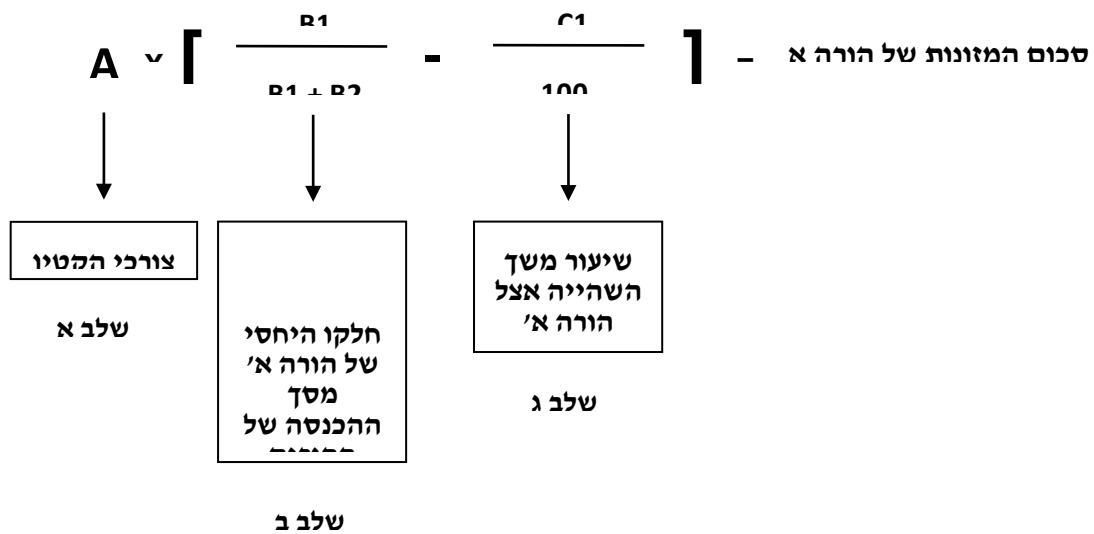 A × [ B1 / B1 + B2 - C1 / 100 ] = סכום המזונות של הורה א
צורכי הקטין
שלב א
חלקו היחסי
של הורה א'
מסך
ההכנסה של
שלב ב
שיעור משך
השהייה אצל
הורה א'
שלב ג